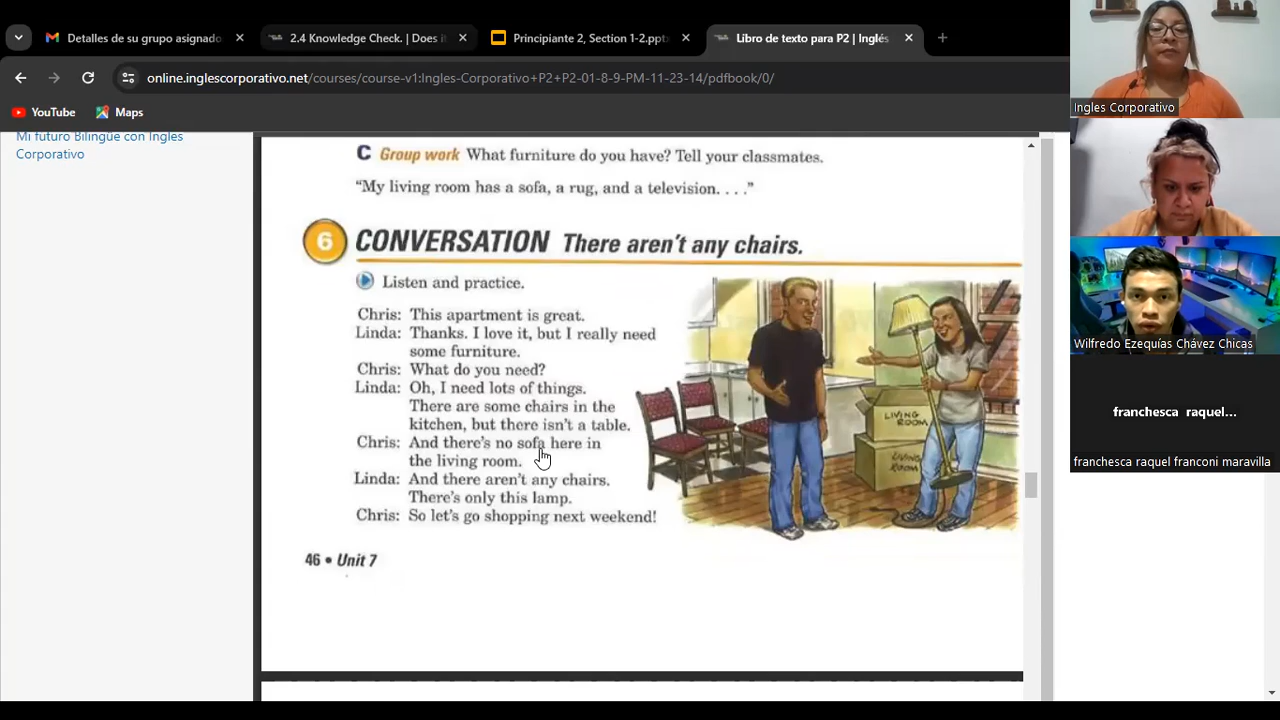 Detalles de su grupo asignado
2.4 Knowledge Check. | Does i
Principiante 2, Section 1-2.ppt
Libro de texto para P2 | Inglés
online.inglescorporativo.net/courses/course-v1:Ingles-Corporativo+P2+P2-01-8-9-PM-11-23-14/pdfbook/0/
YouTube
Maps
Mi futuro Bilingüe con Ingles
Corporativo
C Group work What furniture do you have? Tell your classmates.
"My living room has a sofa, a rug, and a television. . . ."
6 CONVERSATION There aren't any chairs.
Listen and practice.
Chris: This apartment is great.
Linda: Thanks. I love it, but I really need
some furniture.
Chris: What do you need?
Linda: Oh, I need lots of things.
There are some chairs in the
kitchen, but there isn't a table.
Chris: And there's no sofa here in
the living room.
Linda: And there aren't any chairs.
There's only this lamp.
Chris: So let's go shopping next weekend!
LIVING
ROOM
LIVING
ROOM
46 • Unit 7
Ingles Corporativo
Wilfredo Ezequías Chávez Chicas
franchesca raquel...
franchesca raquel franconi maravilla